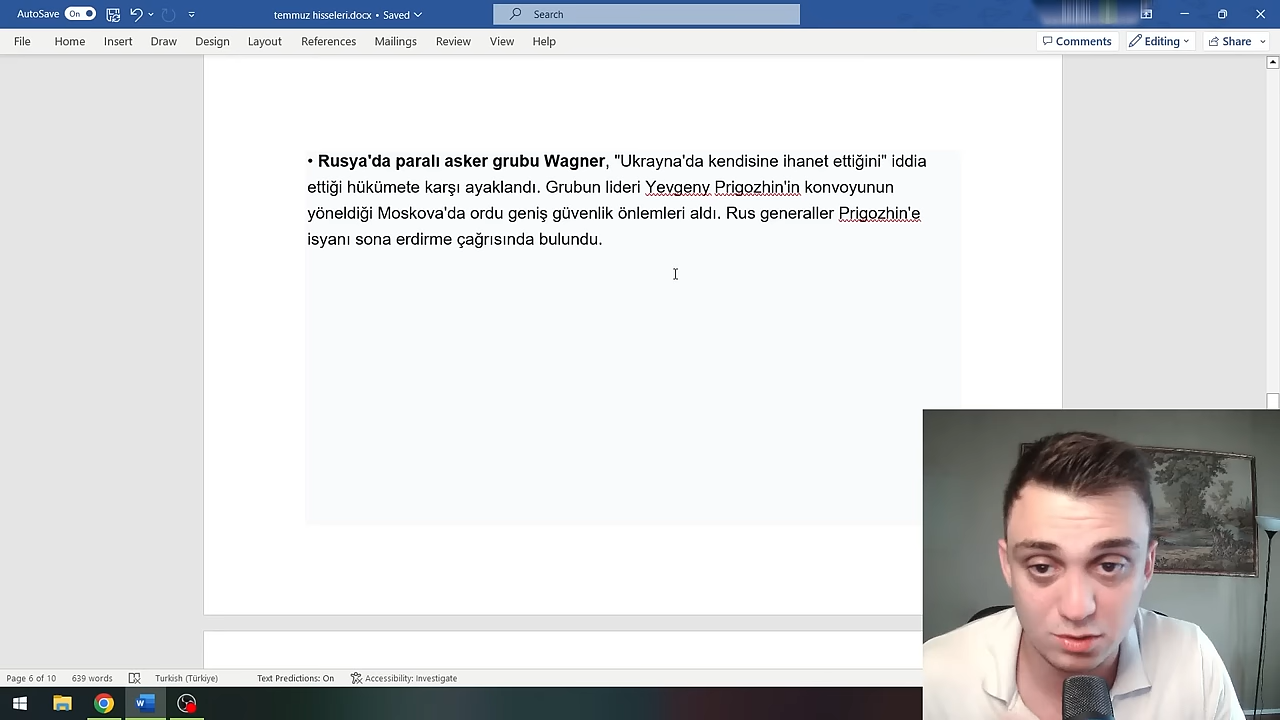 AutoSave On temmuz hisseleri.docx • Saved Search
File Home Insert Draw Design Layout References Mailings Review View Help Comments Editing Share
• Rusya'da paralı asker grubu Wagner, "Ukrayna'da kendisine ihanet ettiğini" iddia
ettiği hükümete karşı ayaklandı. Grubun lideri Yevgeny Prigozhin'in konvoyunun
yöneldiği Moskova'da ordu geniş güvenlik önlemleri aldı. Rus generaller Prigozhin'e
isyanı sona erdirme çağrısında bulundu.
Page 6 of 10 639 words Turkish (Türkiye) Text Predictions: On Accessibility: Investigate